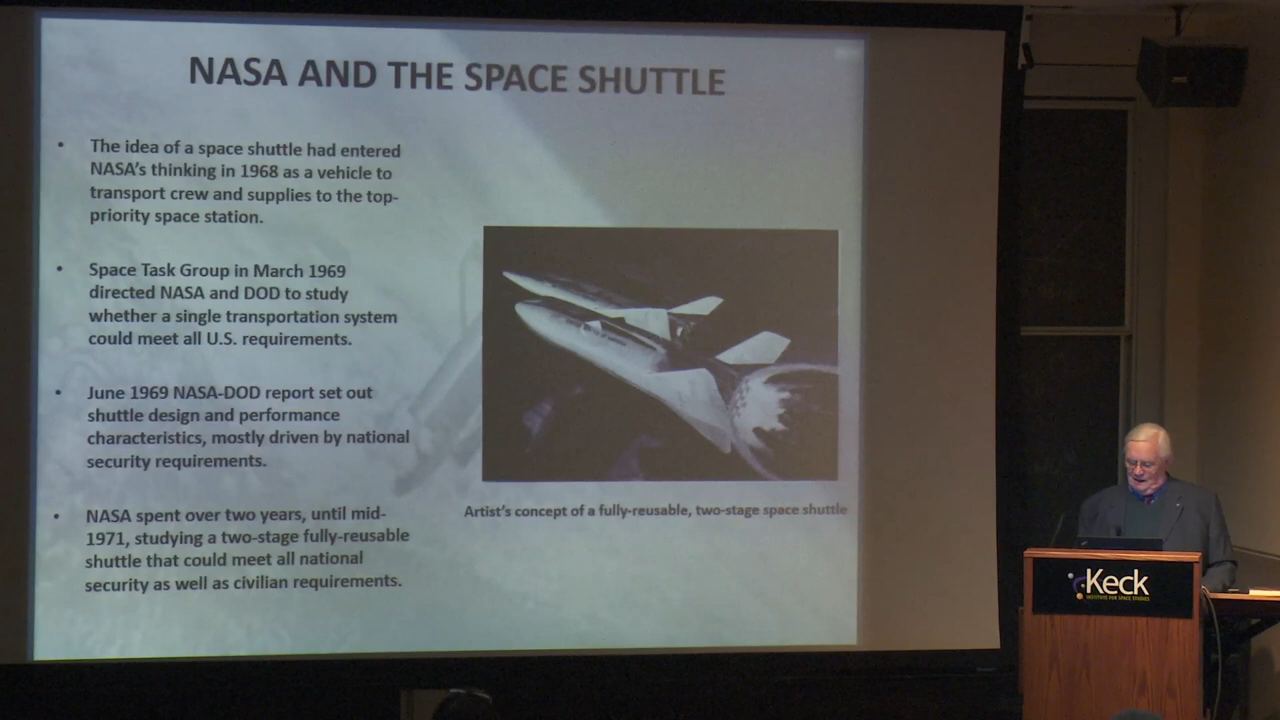 NASA AND THE SPACE SHUTTLE
• The idea of a space shuttle had entered
NASA's thinking in 1968 as a vehicle to
transport crew and supplies to the top-
priority space station.
• Space Task Group in March 1969
directed NASA and DOD to study
whether a single transportation system
could meet all U.S. requirements.
• June 1969 NASA-DOD report set out
shuttle design and performance
characteristics, mostly driven by national
security requirements.
• NASA spent over two years, until mid-
1971, studying a two-stage fully-reusable
shuttle that could meet all national
security as well as civilian requirements.
Artist's concept of a fully-reusable, two-stage space shuttle
Keck
INSTITUTE FOR SPACE STUDIES